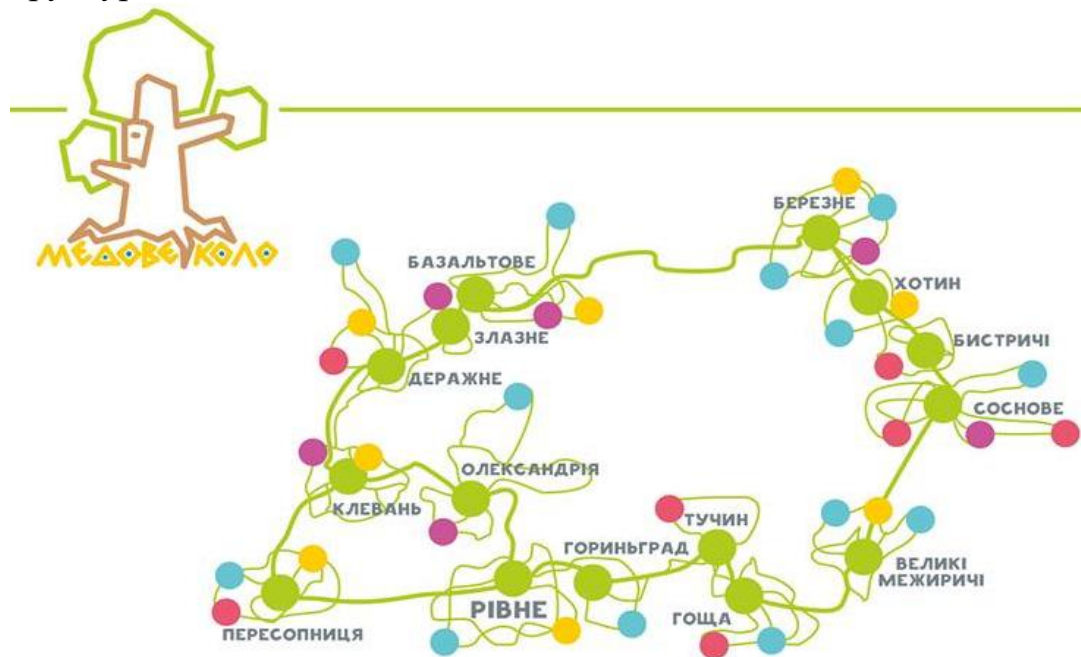 МЕДОВЕ КОЛО
БЕРЕЗНЕ
БАЗАЛЬТОВЕ
ХОТИН
ЗЛАЗНЕ
БИСТРИЧІ
ДЕРАЖНЕ
СОСНОВЕ
ОЛЕКСАНДРІЯ
КЛЕВАНЬ
ТУЧИН
ГОРИНЬГРАД
ВЕЛИКІ
МЕЖИРИЧІ
РІВНЕ
ГОЩА
ПЕРЕСОПНИЦЯ